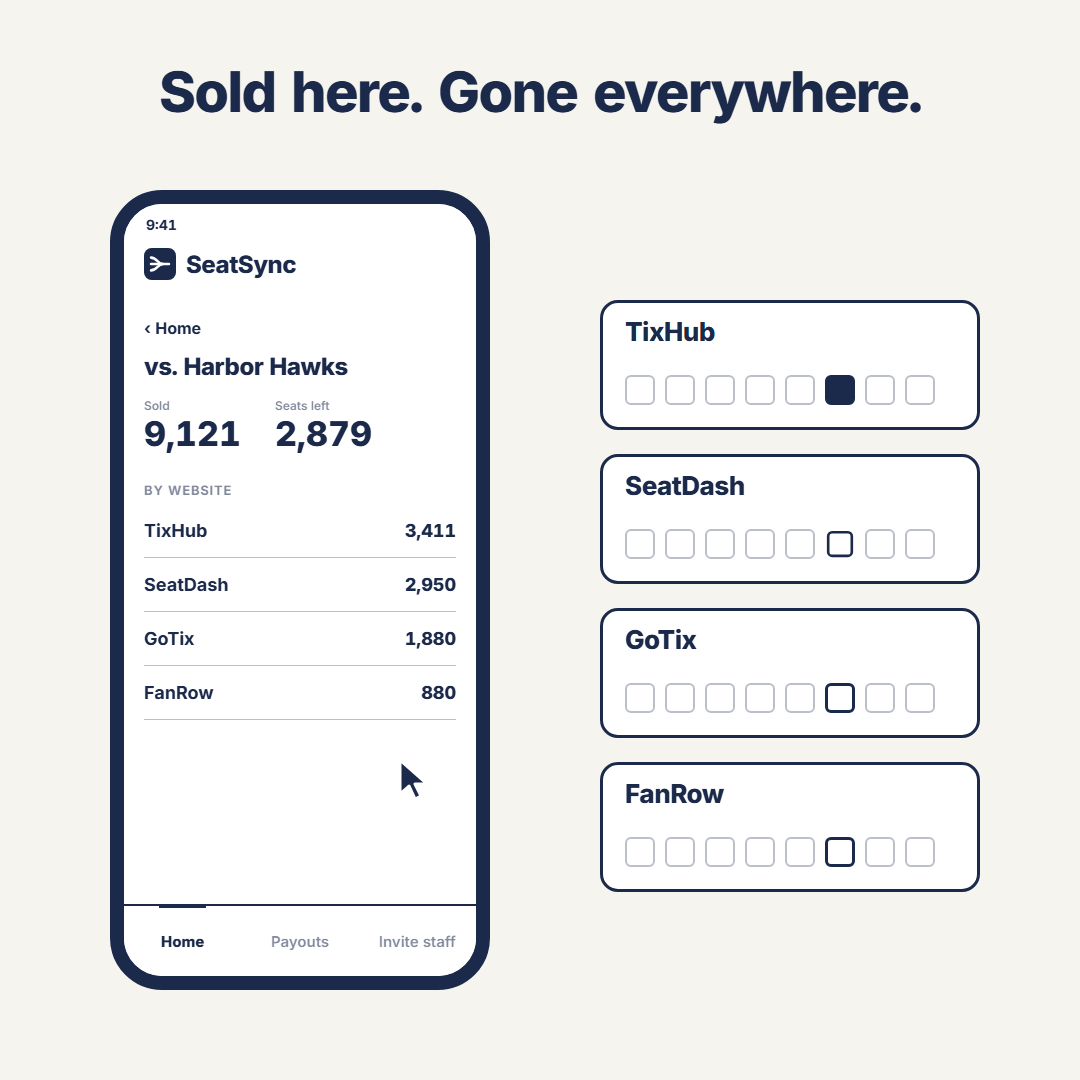 Sold here. Gone everywhere.
9:41
SeatSync
‹ Home
vs. Harbor Hawks
Sold Seats left
9,121 2,879
BY WEBSITE
TixHub 3,411
SeatDash 2,950
GoTix 1,880
FanRow 880
Home Payouts Invite staff
TixHub
SeatDash
GoTix
FanRow